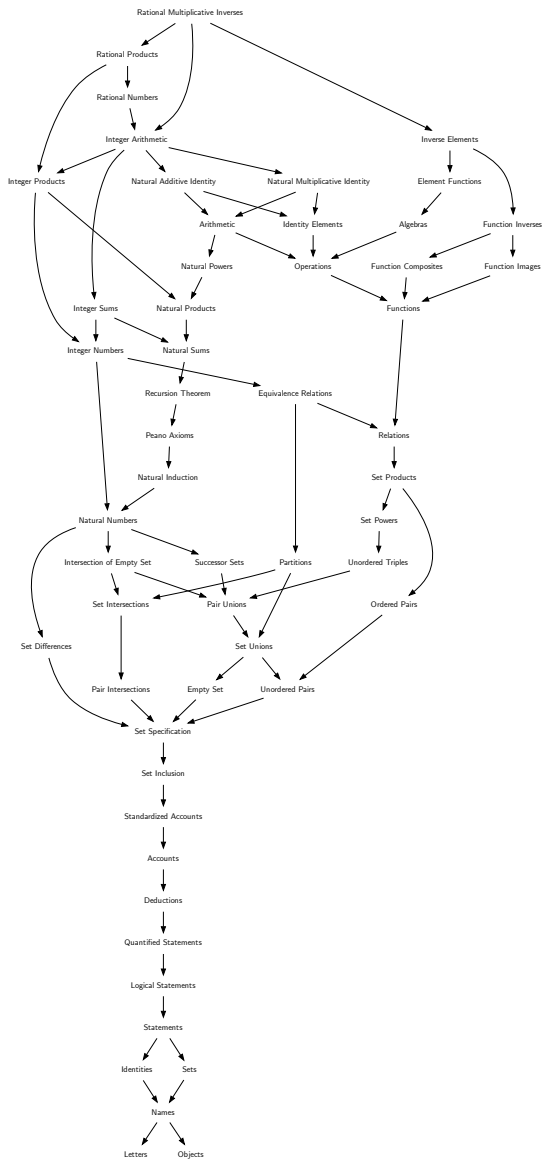 Rational Multiplicative Inverses
Rational Products
Rational Numbers
Integer Arithmetic
Inverse Elements
Integer Products
Natural Additive Identity
Natural Multiplicative Identity
Element Functions
Arithmetic
Identity Elements
Algebras
Function Inverses
Natural Powers
Operations
Function Composites
Function Images
Integer Sums
Natural Products
Functions
Integer Numbers
Natural Sums
Recursion Theorem
Equivalence Relations
Peano Axioms
Relations
Natural Induction
Set Products
Natural Numbers
Set Powers
Intersection of Empty Set
Successor Sets
Partitions
Unordered Triples
Set Intersections
Pair Unions
Ordered Pairs
Set Differences
Set Unions
Pair Intersections
Empty Set
Unordered Pairs
Set Specification
Set Inclusion
Standardized Accounts
Accounts
Deductions
Quantified Statements
Logical Statements
Statements
Identities
Sets
Names
Letters
Objects